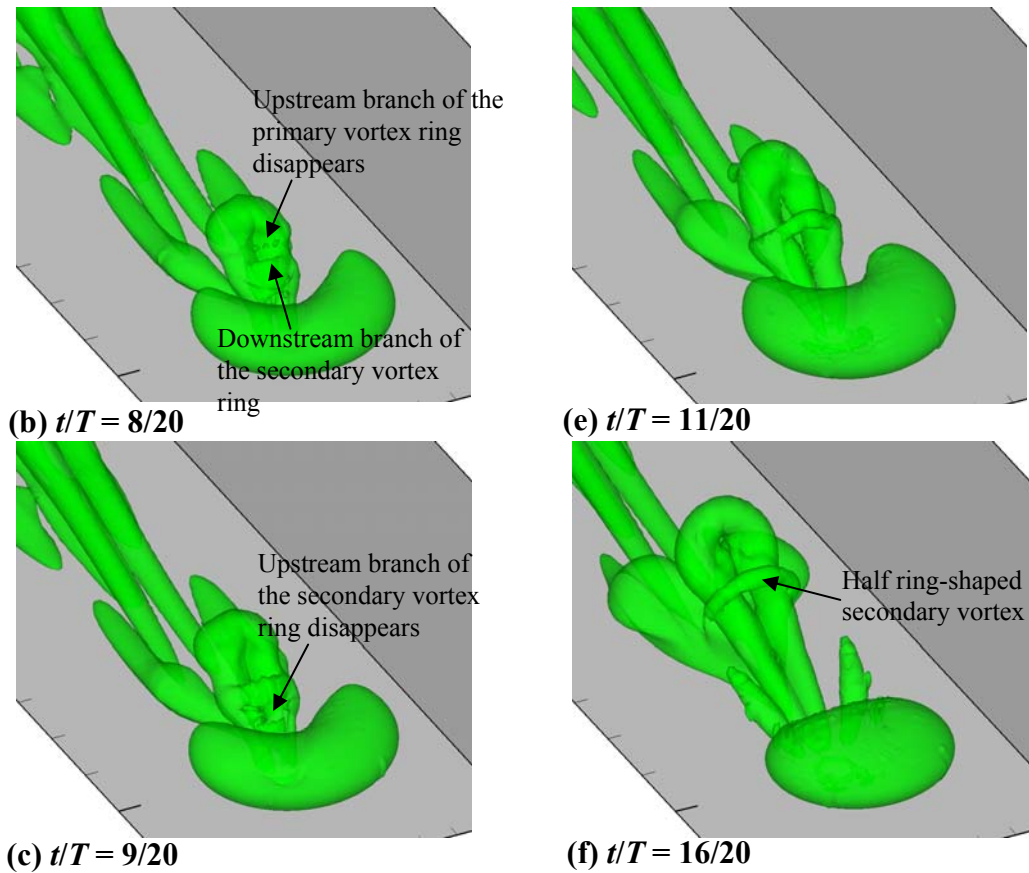 Upstream branch of the
primary vortex ring
disappears
Downstream branch of
the secondary vortex
ring
(b) t/T = 8/20
(e) t/T = 11/20
Upstream branch of
the secondary vortex
ring disappears
Half ring-shaped
secondary vortex
(c) t/T = 9/20
(f) t/T = 16/20